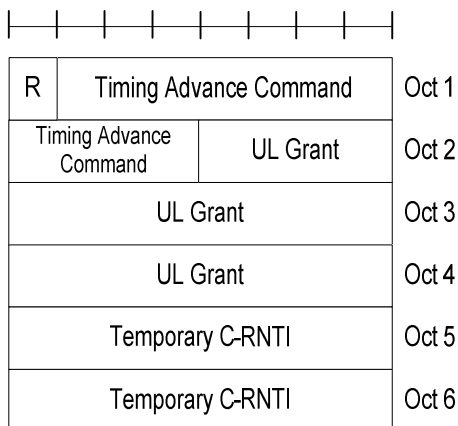 R Timing Advance Command Oct 1
Timing Advance
Command UL Grant Oct 2
UL Grant Oct 3
UL Grant Oct 4
Temporary C-RNTI Oct 5
Temporary C-RNTI Oct 6